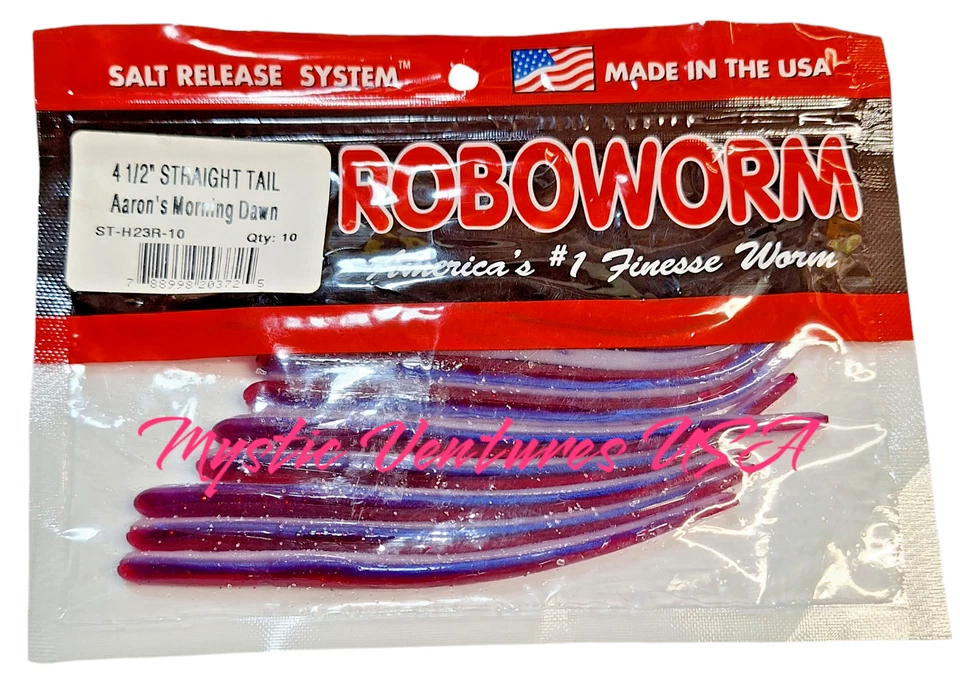 SALT RELEASE SYSTEM™
MADE IN THE USA
4 1/2" STRAIGHT TAIL
Aaron's Morning Dawn
ST-H23R-10 Qty: 10
7 88998 20372 5
ROBOWORM
America's #1 Finesse Worm
Mystic Ventures USA